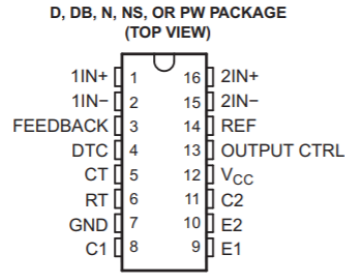 D, DB, N, NS, OR PW PACKAGE
(TOP VIEW)
1IN+ 1 16 2IN+
1IN− 2 15 2IN−
FEEDBACK 3 14 REF
DTC 4 13 OUTPUT CTRL
CT 5 12 VCC
RT 6 11 C2
GND 7 10 E2
C1 8 9 E1